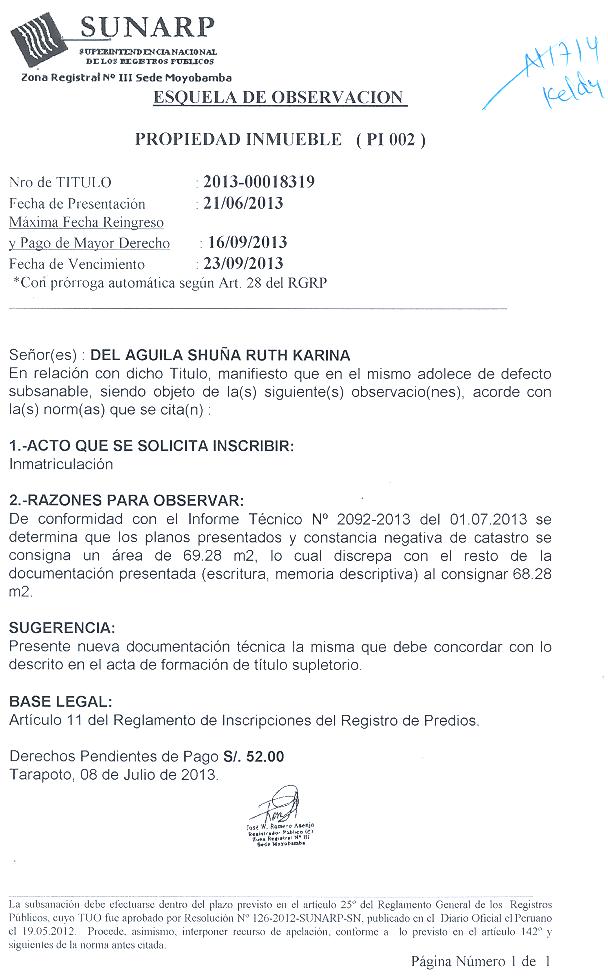 SUNARP
SUPERINTENDENCIA NACIONAL
DE LOS REGISTROS PUBLICOS
Zona Registral Nº III Sede Moyobamba
Keldy
ESQUELA DE OBSERVACION
PROPIEDAD INMUEBLE ( PI 002 )
Nro de TITULO : 2013-00018319
Fecha de Presentación : 21/06/2013
Máxima Fecha Reingreso
y Pago de Mayor Derecho : 16/09/2013
Fecha de Vencimiento : 23/09/2013
*Con prórroga automática según Art. 28 del RGRP
Señor(es) : DEL AGUILA SHUÑA RUTH KARINA
En relación con dicho Titulo, manifiesto que en el mismo adolece de defecto
subsanable, siendo objeto de la(s) siguiente(s) observacio(nes), acorde con
la(s) norm(as) que se cita(n) :
1.-ACTO QUE SE SOLICITA INSCRIBIR:
Inmatriculación
2.-RAZONES PARA OBSERVAR:
De conformidad con el Informe Técnico Nº 2092-2013 del 01.07.2013 se
determina que los planos presentados y constancia negativa de catastro se
consigna un área de 69.28 m2, lo cual discrepa con el resto de la
documentación presentada (escritura, memoria descriptiva) al consignar 68.28
m2.
SUGERENCIA:
Presente nueva documentación técnica la misma que debe concordar con lo
descrito en el acta de formación de título supletorio.
BASE LEGAL:
Artículo 11 del Reglamento de Inscripciones del Registro de Predios.
Derechos Pendientes de Pago S/. 52.00
Tarapoto, 08 de Julio de 2013.
José W. Romero Asenjo
Registrador Público (E)
Zona Registral Nº III
Sede Moyobamba
La subsanación debe efectuarse dentro del plazo previsto en el artículo 25º del Reglamento General de los Registros
Públicos, cuyo TUO fue aprobado por Resolución Nº 126-2012-SUNARP-SN, publicado en el Diario Oficial el Peruano
el 19.05.2012. Procede, asimismo, interponer recurso de apelación, conforme a lo previsto en el artículo 142º y
siguientes de la norma antes citada.
Página Número 1 de 1